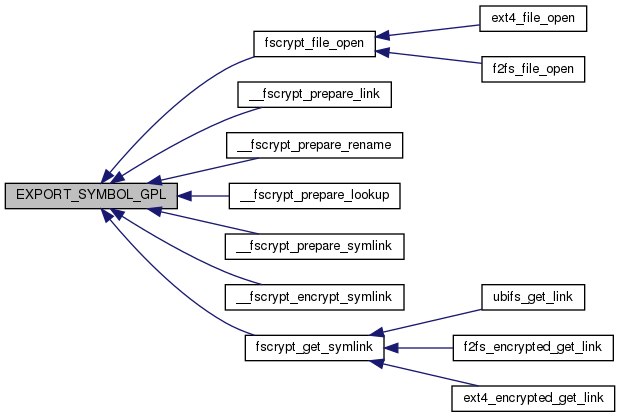 ext4_file_open
fscrypt_file_open
f2fs_file_open
__fscrypt_prepare_link
__fscrypt_prepare_rename
EXPORT_SYMBOL_GPL
__fscrypt_prepare_lookup
__fscrypt_prepare_symlink
__fscrypt_encrypt_symlink
ubifs_get_link
fscrypt_get_symlink
f2fs_encrypted_get_link
ext4_encrypted_get_link